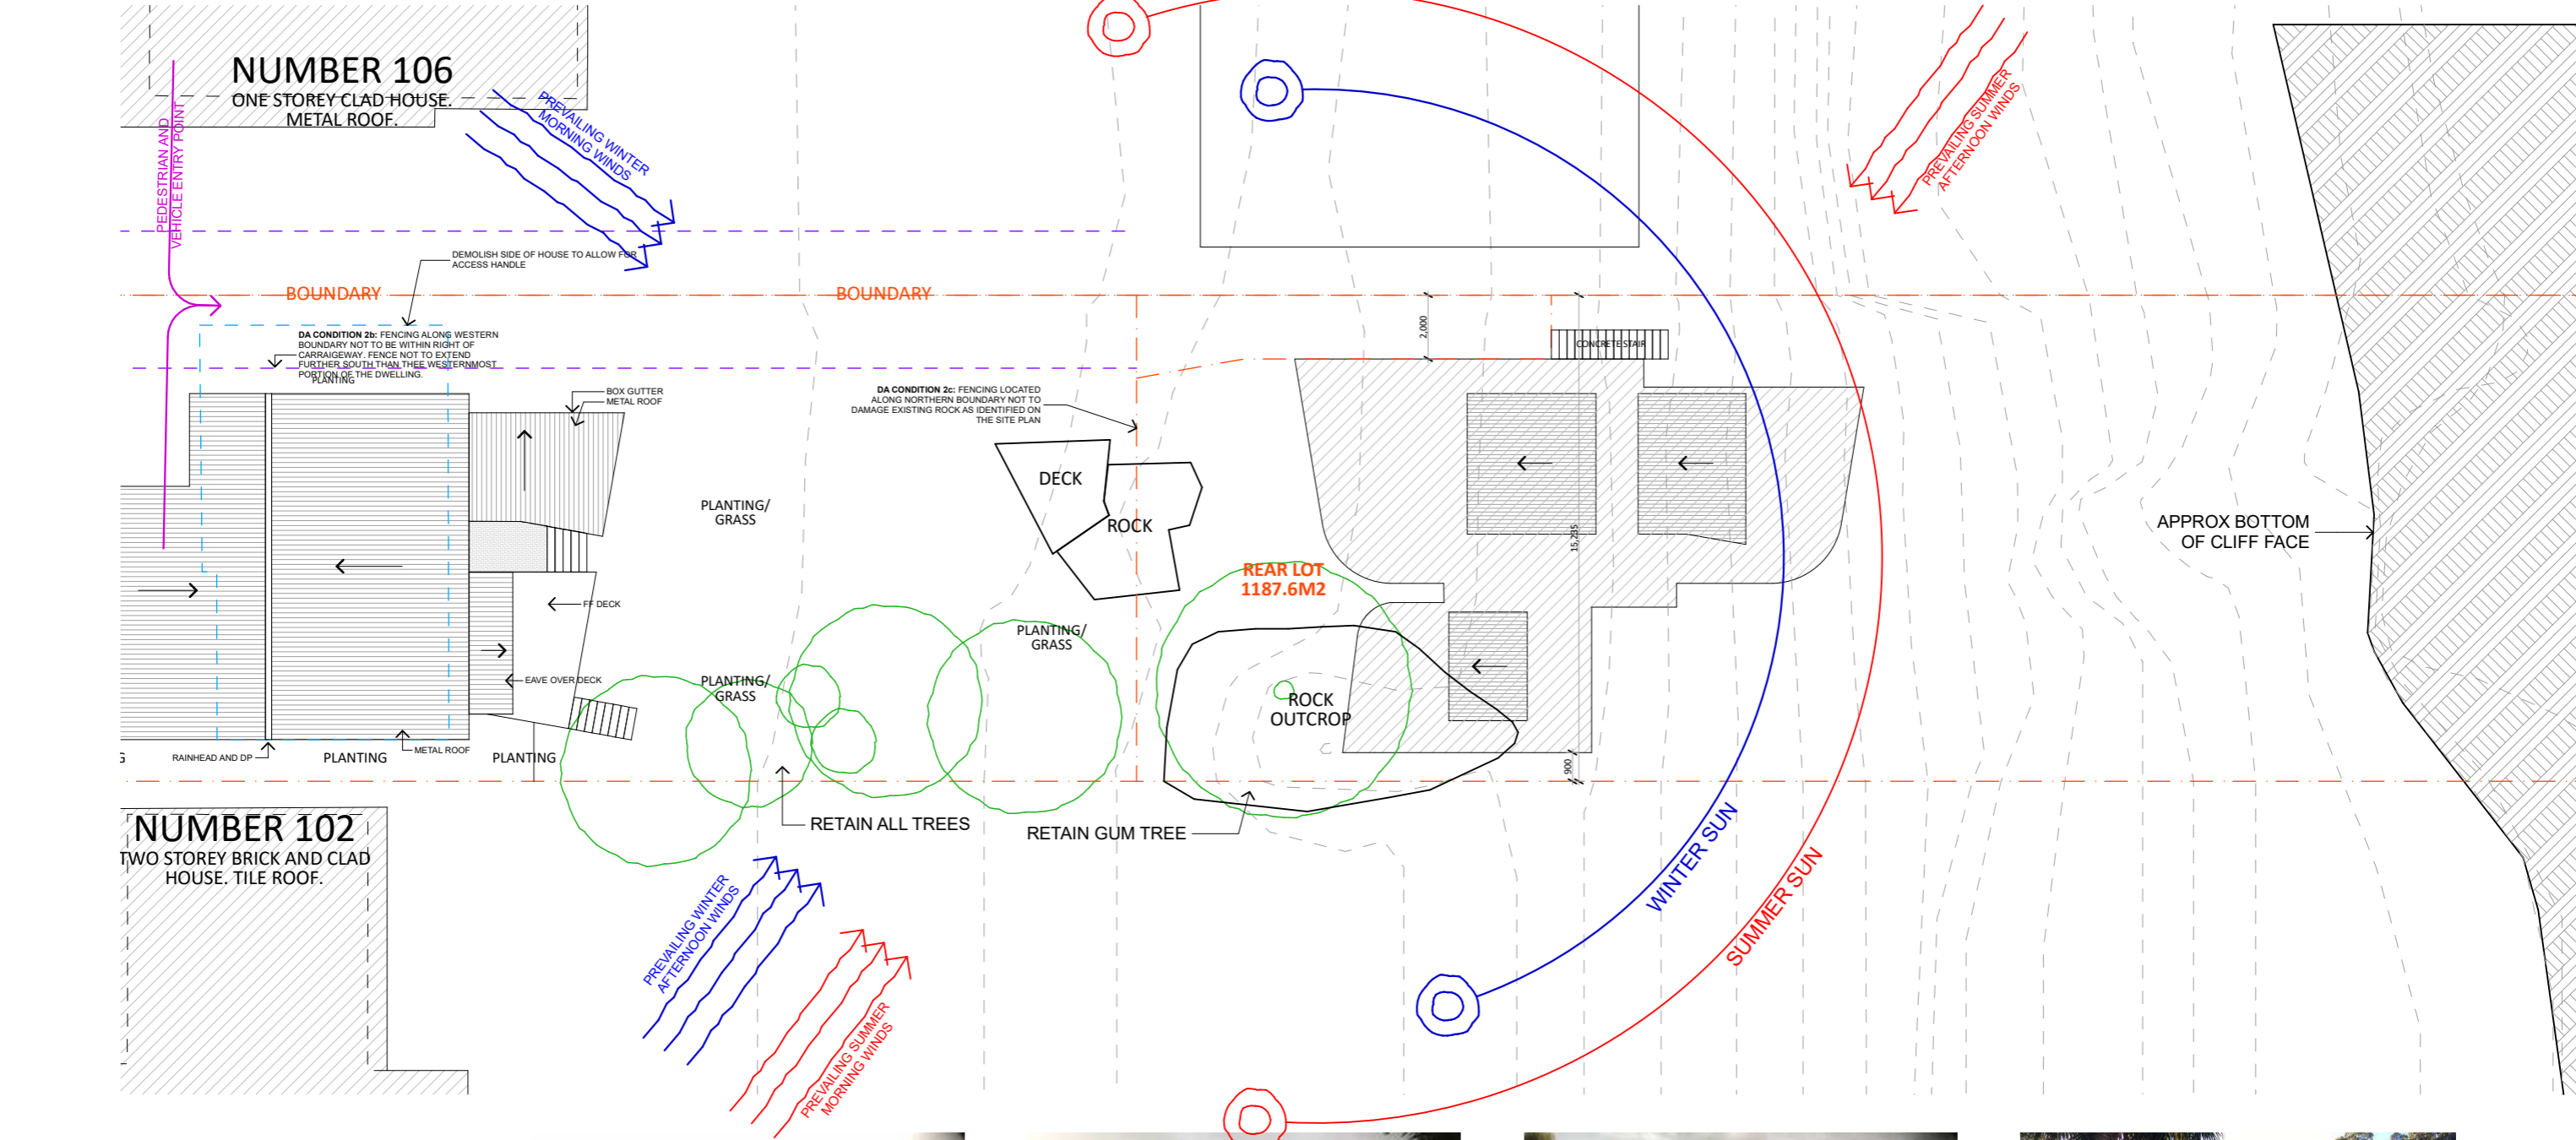 NUMBER 106
ONE STOREY CLAD HOUSE.
METAL ROOF.
PEDESTRIAN AND
VEHICLE ENTRY POINT
PREVAILING WINTER
MORNING WINDS
PREVAILING SUMMER
AFTERNOON WINDS
DEMOLISH SIDE OF HOUSE TO ALLOW FOR
ACCESS HANDLE
BOUNDARY
BOUNDARY
DA CONDITION 2b: FENCING ALONG WESTERN
BOUNDARY NOT TO BE WITHIN RIGHT OF
CARRAIGEWAY. FENCE NOT TO EXTEND
FURTHER SOUTH THAN THEE WESTERNMOST
PORTION OF THE DWELLING.
PLANTING
2,000
CONCRETE STAIR
BOX GUTTER
METAL ROOF
DA CONDITION 2c: FENCING LOCATED
ALONG NORTHERN BOUNDARY NOT TO
DAMAGE EXISTING ROCK AS IDENTIFIED ON
THE SITE PLAN
DECK
ROCK
PLANTING/
GRASS
15,235
APPROX BOTTOM
OF CLIFF FACE
REAR LOT
1187.6M2
FF DECK
PLANTING/
GRASS
EAVE OVER DECK
PLANTING/
GRASS
ROCK
OUTCROP
METAL ROOF
G
RAINHEAD AND DP
PLANTING
PLANTING
900
RETAIN ALL TREES
RETAIN GUM TREE
NUMBER 102
TWO STOREY BRICK AND CLAD
HOUSE. TILE ROOF.
PREVAILING WINTER
AFTERNOON WINDS
PREVAILING SUMMER
MORNING WINDS
WINTER SUN
SUMMER SUN